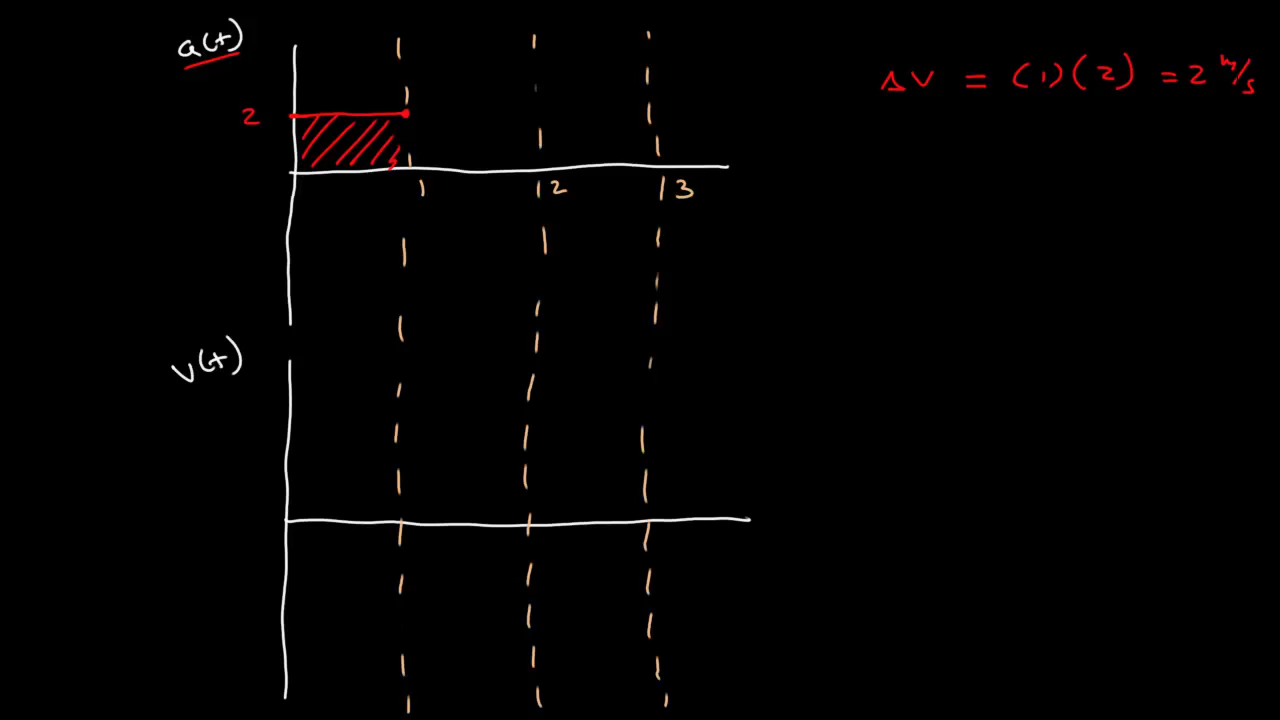 a(t)
ΔV = (1)(2) = 2 m/s
2
1 2 3
v(t)